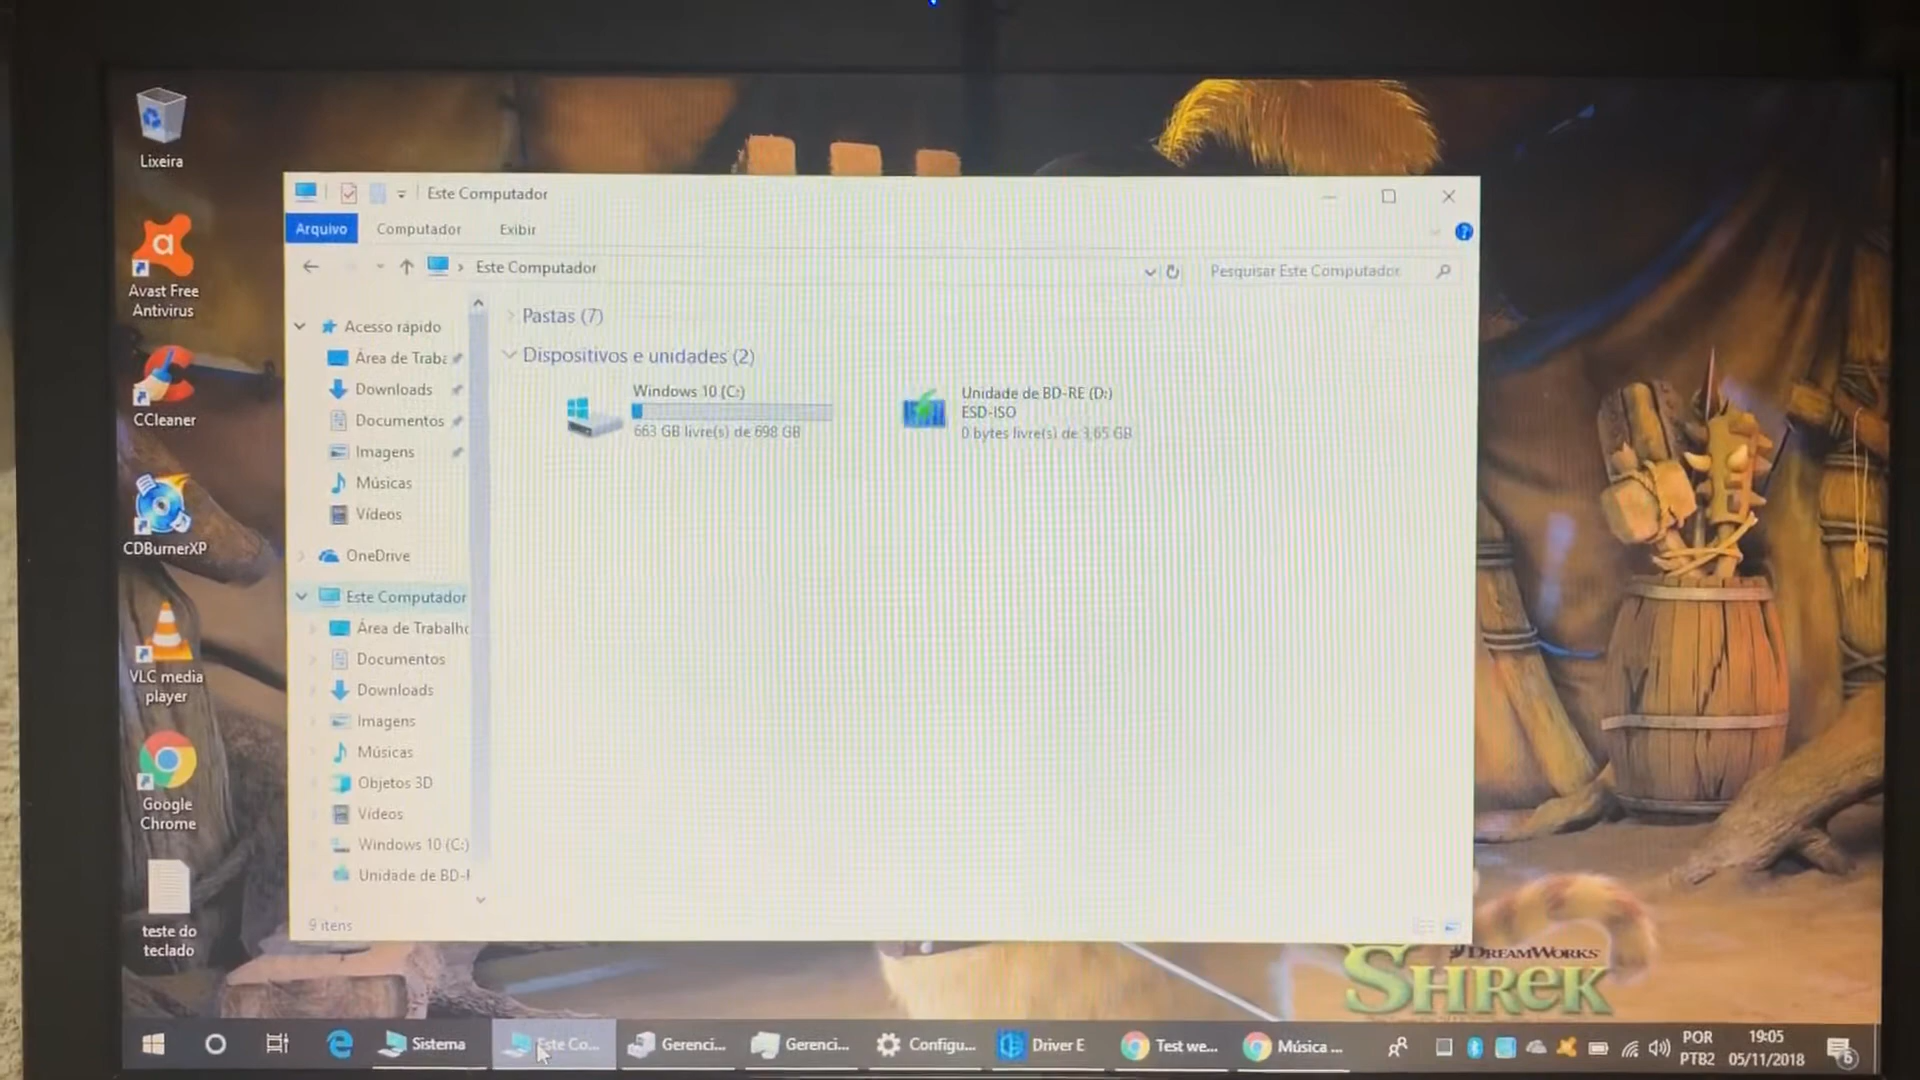 Lixeira
Avast Free
Antivirus
CCleaner
CDBurnerXP
VLC media
player
Google
Chrome
teste do
teclado
Este Computador
Arquivo
Computador
Exibir
Este Computador
Pesquisar Este Computador
Acesso rápido
Área de Traba
Downloads
Documentos
Imagens
Músicas
Vídeos
OneDrive
Este Computador
Área de Trabalho
Documentos
Downloads
Imagens
Músicas
Objetos 3D
Vídeos
Windows 10 (C:)
Unidade de BD-R
9 itens
Pastas (7)
Dispositivos e unidades (2)
Windows 10 (C:)
663 GB livre(s) de 698 GB
Unidade de BD-RE (D:)
ESD-ISO
0 bytes livre(s) de 3,65 GB
DREAMWORKS
SHREK
Sistema
Este Co...
Gerenci...
Gerenci...
Configu...
Driver E
Test we...
Música ...
POR
PTB2
19:05
05/11/2018
6